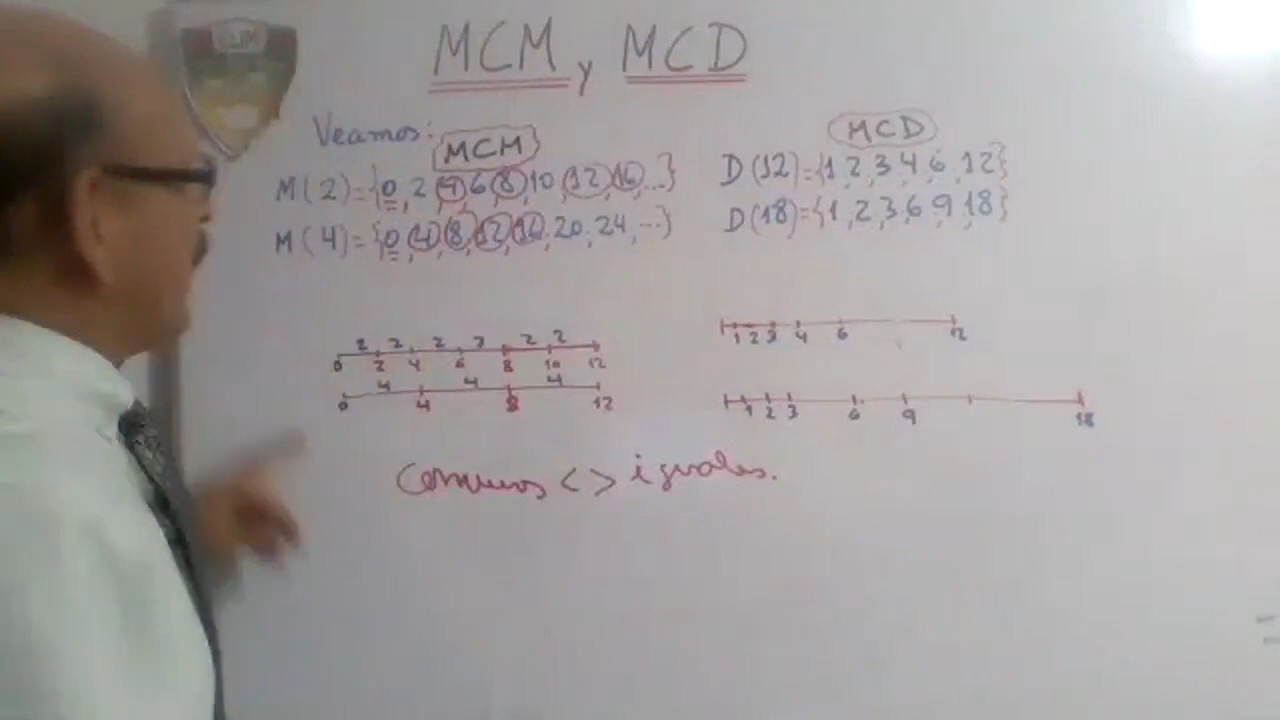 MCM y MCD
Veamos:
MCM
M(2)={0,2,4,6,8,10,12,16,...}
M(4)={0,4,8,12,16,20,24,...}
MCD
D(12)={1,2,3,4,6,12}
D(18)={1,2,3,6,9,18}
2 2 2 2 2 2
0 2 4 6 8 10 12
4 4 4
0 4 8 12
1 2 3 4 6 12
1 2 3 6 9 18
Comunes < > iguales.